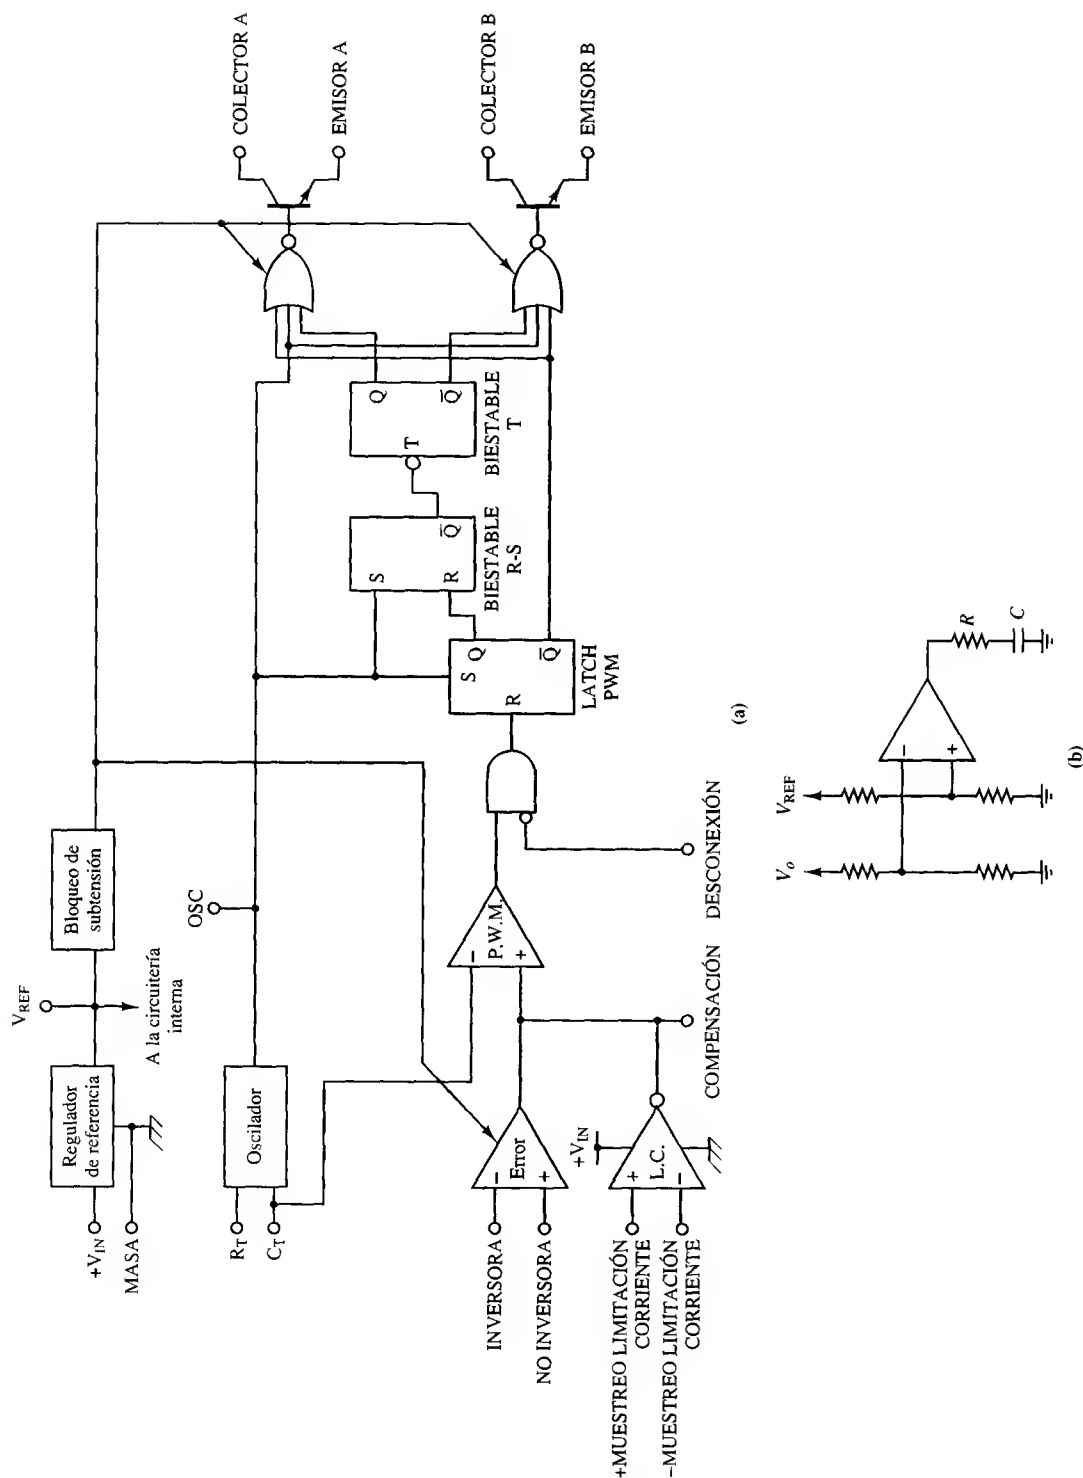 V_REF
Regulador
de referencia
Bloqueo de
subtensión
A la circuitería
interna
+V_IN
MASA
OSC
Oscilador
R_T
C_T
COLECTOR A
EMISOR A
COLECTOR B
EMISOR B
S
R
Q̅
BIESTABLE
R-S
T
Q
Q̅
BIESTABLE
T
S
R
Q
Q̅
LATCH
PWM
P.W.M.
−
+
INVERSORA
NO INVERSORA
−
+
Error
+V_IN
+MUESTREO LIMITACIÓN
CORRIENTE
−MUESTREO LIMITACIÓN
CORRIENTE
+
−
L.C.
COMPENSACIÓN
DESCONEXIÓN
(a)
V_o
V_REF
−
+
R
C
(b)